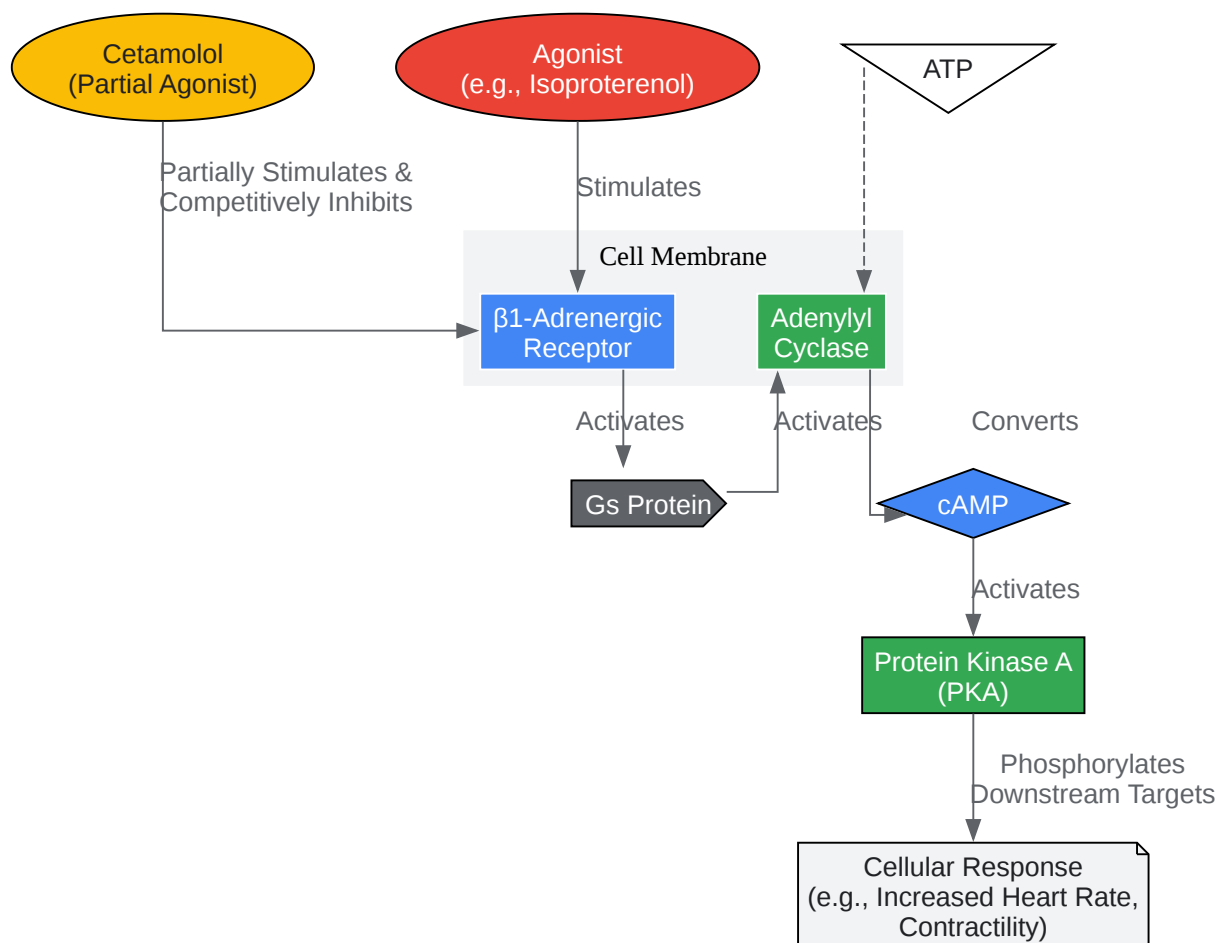 Cetamolol
(Partial Agonist)
Agonist
(e.g., Isoproterenol)
ATP
Partially Stimulates &
Competitively Inhibits
Stimulates
Cell Membrane
β1-Adrenergic
Receptor
Adenylyl
Cyclase
Activates
Activates
Converts
Gs Protein
cAMP
Activates
Protein Kinase A
(PKA)
Phosphorylates
Downstream Targets
Cellular Response
(e.g., Increased Heart Rate,
Contractility)